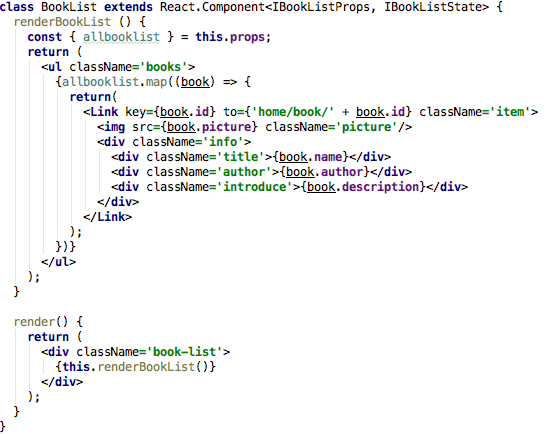 class BookList extends React.Component<IBookListProps, IBookListState> {
  renderBookList () {
    const { allbooklist } = this.props;
    return (
      <ul className='books'>
        {allbooklist.map((book) => {
          return(
            <Link key={book.id} to={'home/book/' + book.id} className='item'>
              <img src={book.picture} className='picture'/>
              <div className='info'>
                <div className='title'>{book.name}</div>
                <div className='author'>{book.author}</div>
                <div className='introduce'>{book.description}</div>
              </div>
            </Link>
          );
        })}
      </ul>
    );
  }

  render() {
    return (
      <div className='book-list'>
        {this.renderBookList()}
      </div>
    );
  }
}